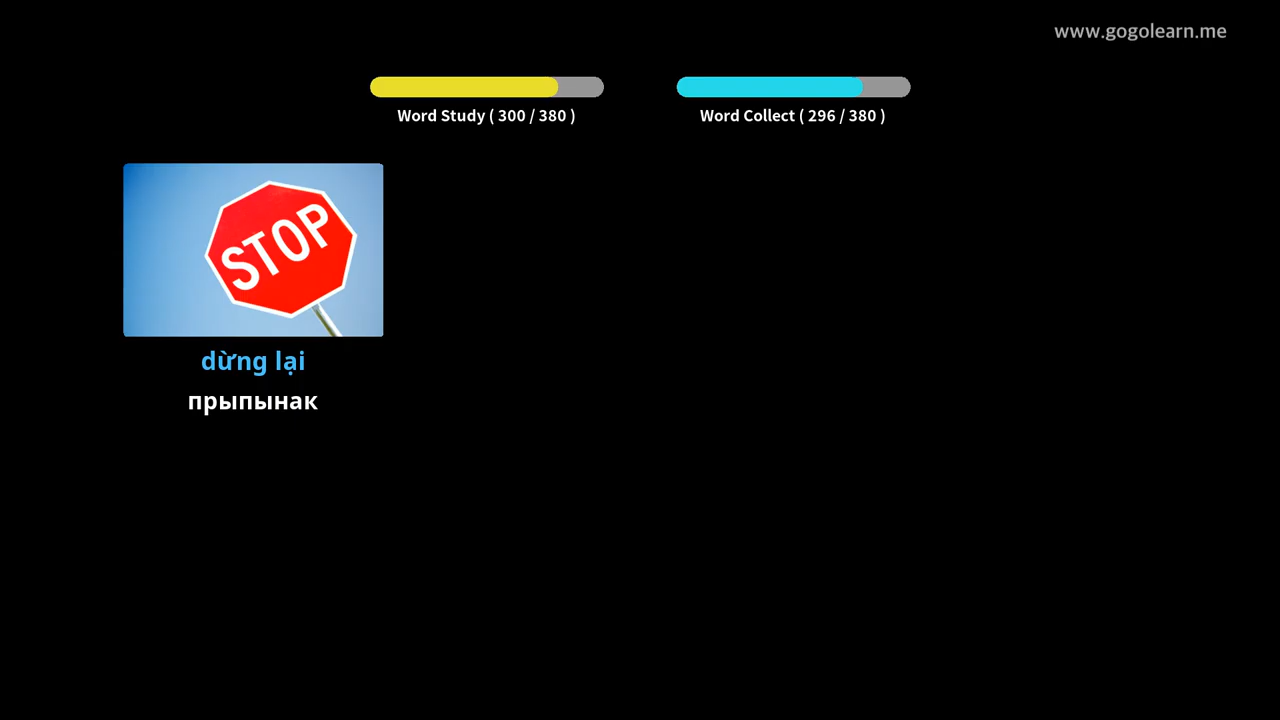 www.gogolearn.me
Word Study ( 300 / 380 )
Word Collect ( 296 / 380 )
STOP
dừng lại
прыпынак